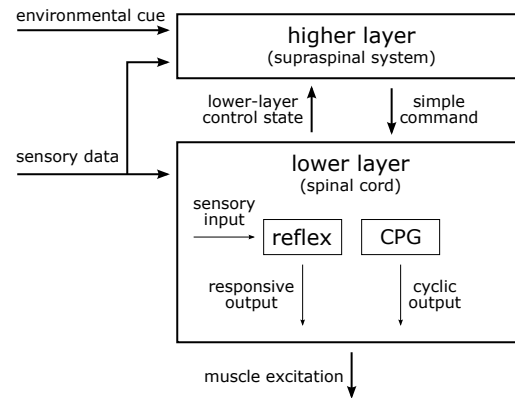 environmental cue
higher layer
(supraspinal system)
lower-layer
control state
simple
command
sensory data
lower layer
(spinal cord)
sensory
input
reflex
CPG
responsive
output
cyclic
output
muscle excitation